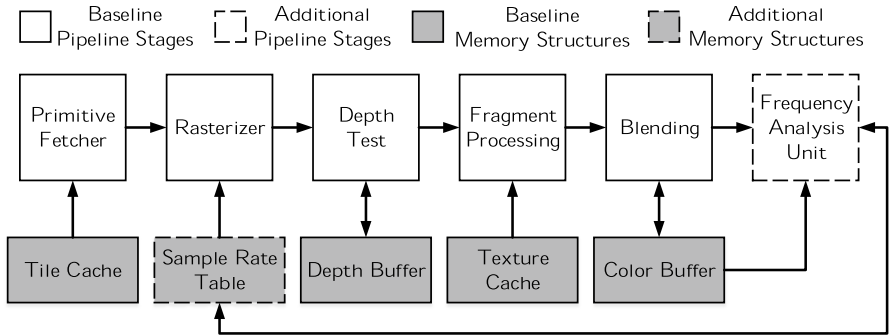 Baseline
Pipeline Stages
Additional
Pipeline Stages
Baseline
Memory Structures
Additional
Memory Structures
Primitive
Fetcher
Rasterizer
Depth
Test
Fragment
Processing
Blending
Frequency
Analysis
Unit
Tile Cache
Sample Rate
Table
Depth Buffer
Texture
Cache
Color Buffer